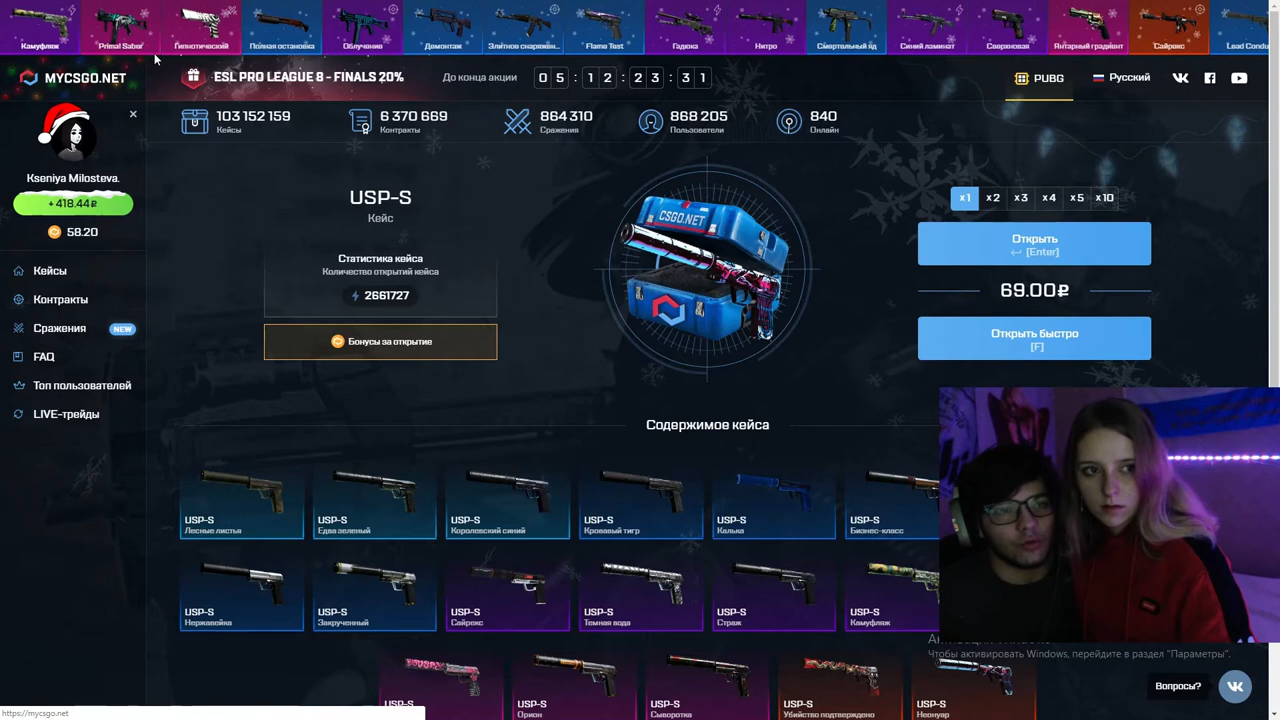 Камуфляж
Primal Saber
Гипнотический
Пойная остановка
Облучение
Демонтаж
Элитное снаряжен...
Flame Test
Гадюка
Нитро
Смертельный яд
Синий ламинат
Сверхновая
Янтарный градиент
Сайрекс
Lead Condu
MYCSGO.NET
ESL PRO LEAGUE 8 - FINALS 20%
До конца акции
0 5 : 1 2 : 2 3 : 3 1
PUBG
Русский
103 152 159
Кейсы
6 370 669
Контракты
864 310
Сражения
868 205
Пользователи
840
Онлайн
Kseniya Milosteva.
+ 418.44₽
58.20
Кейсы
Контракты
Сражения
NEW
FAQ
Топ пользователей
LIVE-трейды
USP-S
Кейс
Статистика кейса
Количество открытий кейса
2661727
Бонусы за открытие
CSGO.NET
x1 x2 x3 x4 x5 x10
Открыть
[Enter]
69.00₽
Открыть быстро
[F]
Содержимое кейса
USP-S
Лесные листья
USP-S
Едва зеленый
USP-S
Королевский синий
USP-S
Кровавый тигр
USP-S
Калька
USP-S
Бизнес-класс
USP-S
Нержавейка
USP-S
Закрученный
USP-S
Сайрекс
USP-S
Темная вода
USP-S
Страж
USP-S
Камуфляж
USP-S
USP-S
Орион
USP-S
Сыворотка
USP-S
Убийство подтверждено
USP-S
Неонуар
Чтобы активировать Windows, перейдите в раздел "Параметры".
Вопросы?
https://mycsgo.net